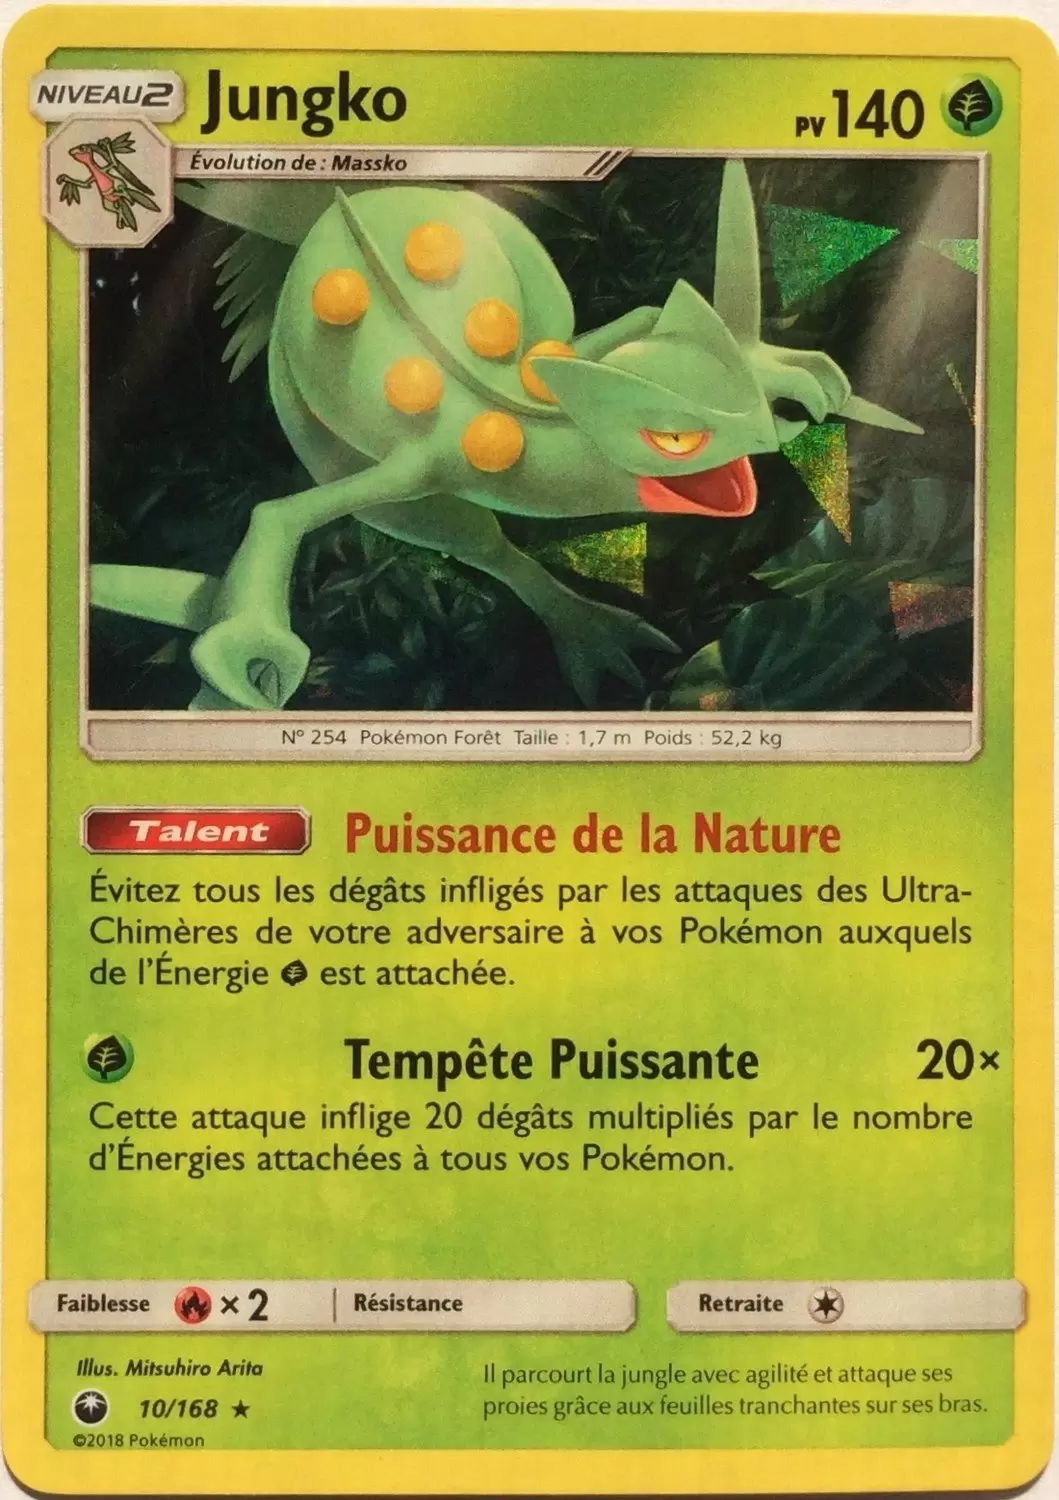 NIVEAU2
Jungko
PV 140
Évolution de : Massko
N° 254 Pokémon Forêt Taille : 1,7 m Poids : 52,2 kg
Talent Puissance de la Nature
Évitez tous les dégâts infligés par les attaques des Ultra-
Chimères de votre adversaire à vos Pokémon auxquels
de l'Énergie est attachée.
Tempête Puissante 20×
Cette attaque inflige 20 dégâts multipliés par le nombre
d'Énergies attachées à tous vos Pokémon.
Faiblesse × 2 Résistance Retraite
Illus. Mitsuhiro Arita
10/168 ★
©2018 Pokémon
Il parcourt la jungle avec agilité et attaque ses
proies grâce aux feuilles tranchantes sur ses bras.